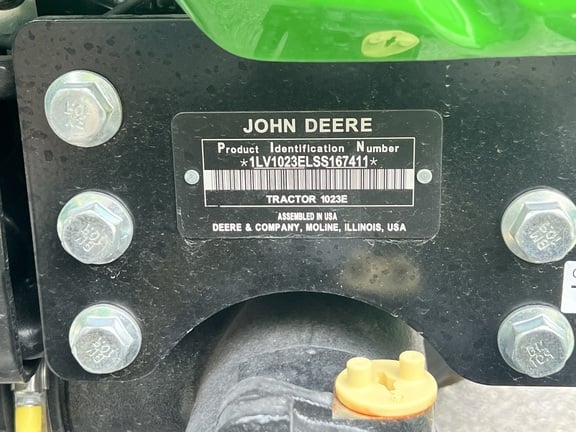 JOHN DEERE
Product Identification Number
*1LV1023ELSS167411*
TRACTOR 1023E
ASSEMBLED IN USA
DEERE & COMPANY, MOLINE, ILLINOIS, USA